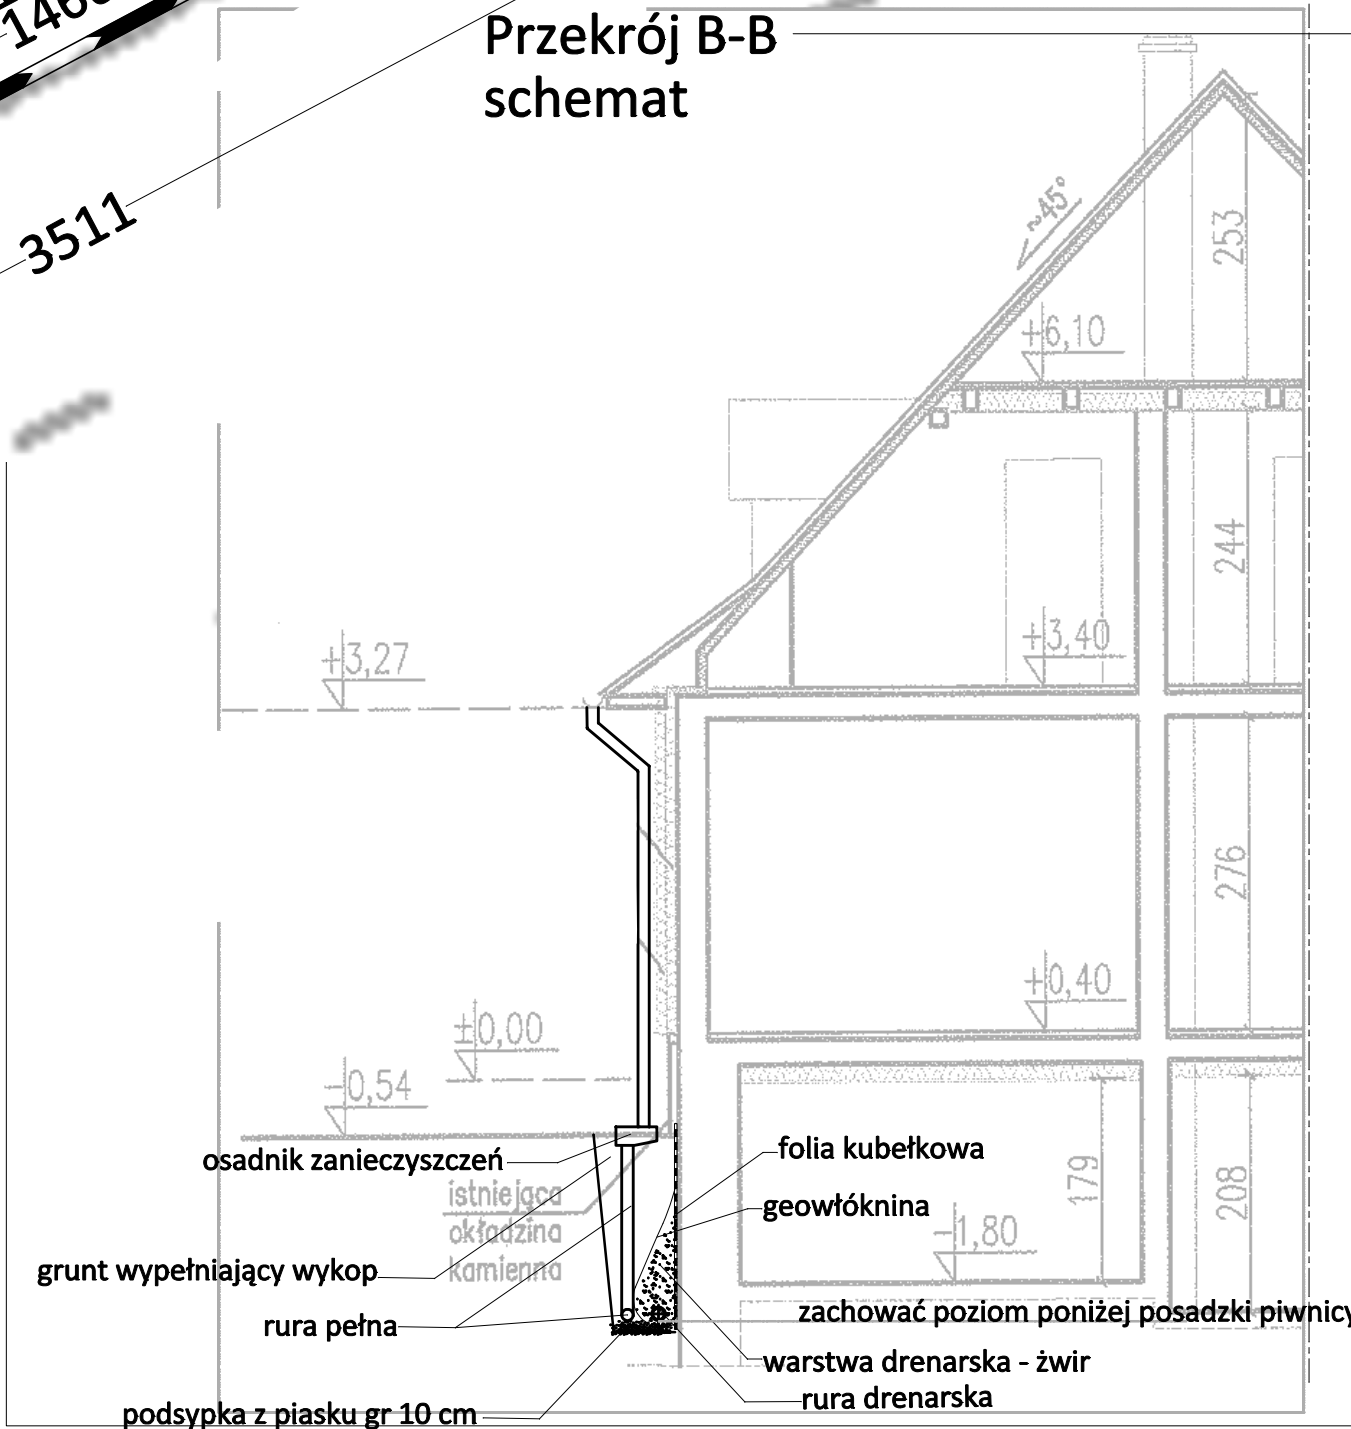 Przekrój B-B
schemat
3511
~45°
253
+6,10
244
+3,40
+3,27
276
+0,40
±0,00
-0,54
osadnik zanieczyszczeń
folia kubełkowa
istniejąca
okładzina
kamienna
geowłóknina
179
208
-1,80
grunt wypełniający wykop
rura pełna
zachować poziom poniżej posadzki piwnicy
warstwa drenarska - żwir
rura drenarska
podsypka z piasku gr 10 cm